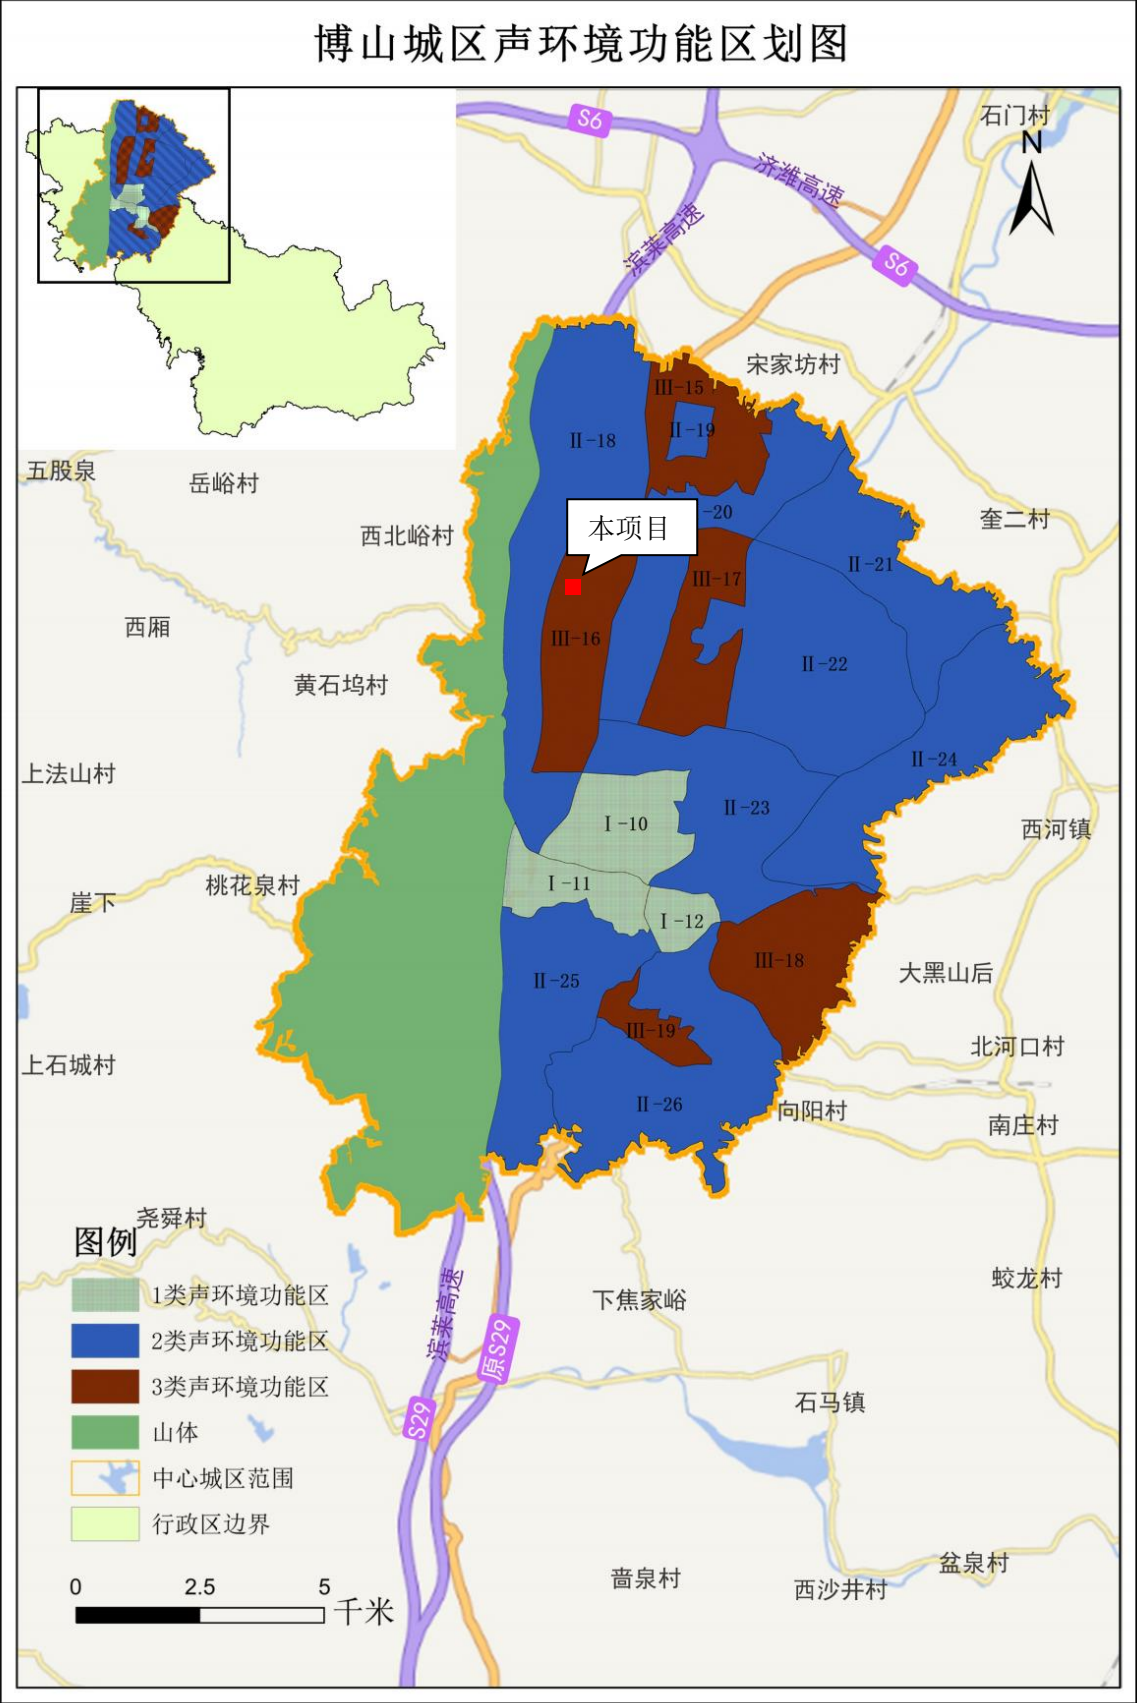 博山城区声环境功能区划图
S6
石门村
N
济潍高速
滨莱高速
S6
宋家坊村
III-15
II-19
II-18
五股泉
岳峪村
-20
奎二村
本项目
西北峪村
II-21
III-17
西厢
III-16
II-22
黄石坞村
II-24
上法山村
II-23
I-10
西河镇
桃花泉村
I-11
崖下
I-12
III-18
大黑山后
II-25
III-19
北河口村
上石城村
II-26
向阳村
南庄村
尧舜村
图例
蛟龙村
1类声环境功能区
下焦家峪
滨莱高速
2类声环境功能区
原S29
3类声环境功能区
石马镇
S29
山体
中心城区范围
行政区边界
盆泉村
啬泉村
西沙井村
0 2.5 5
千米